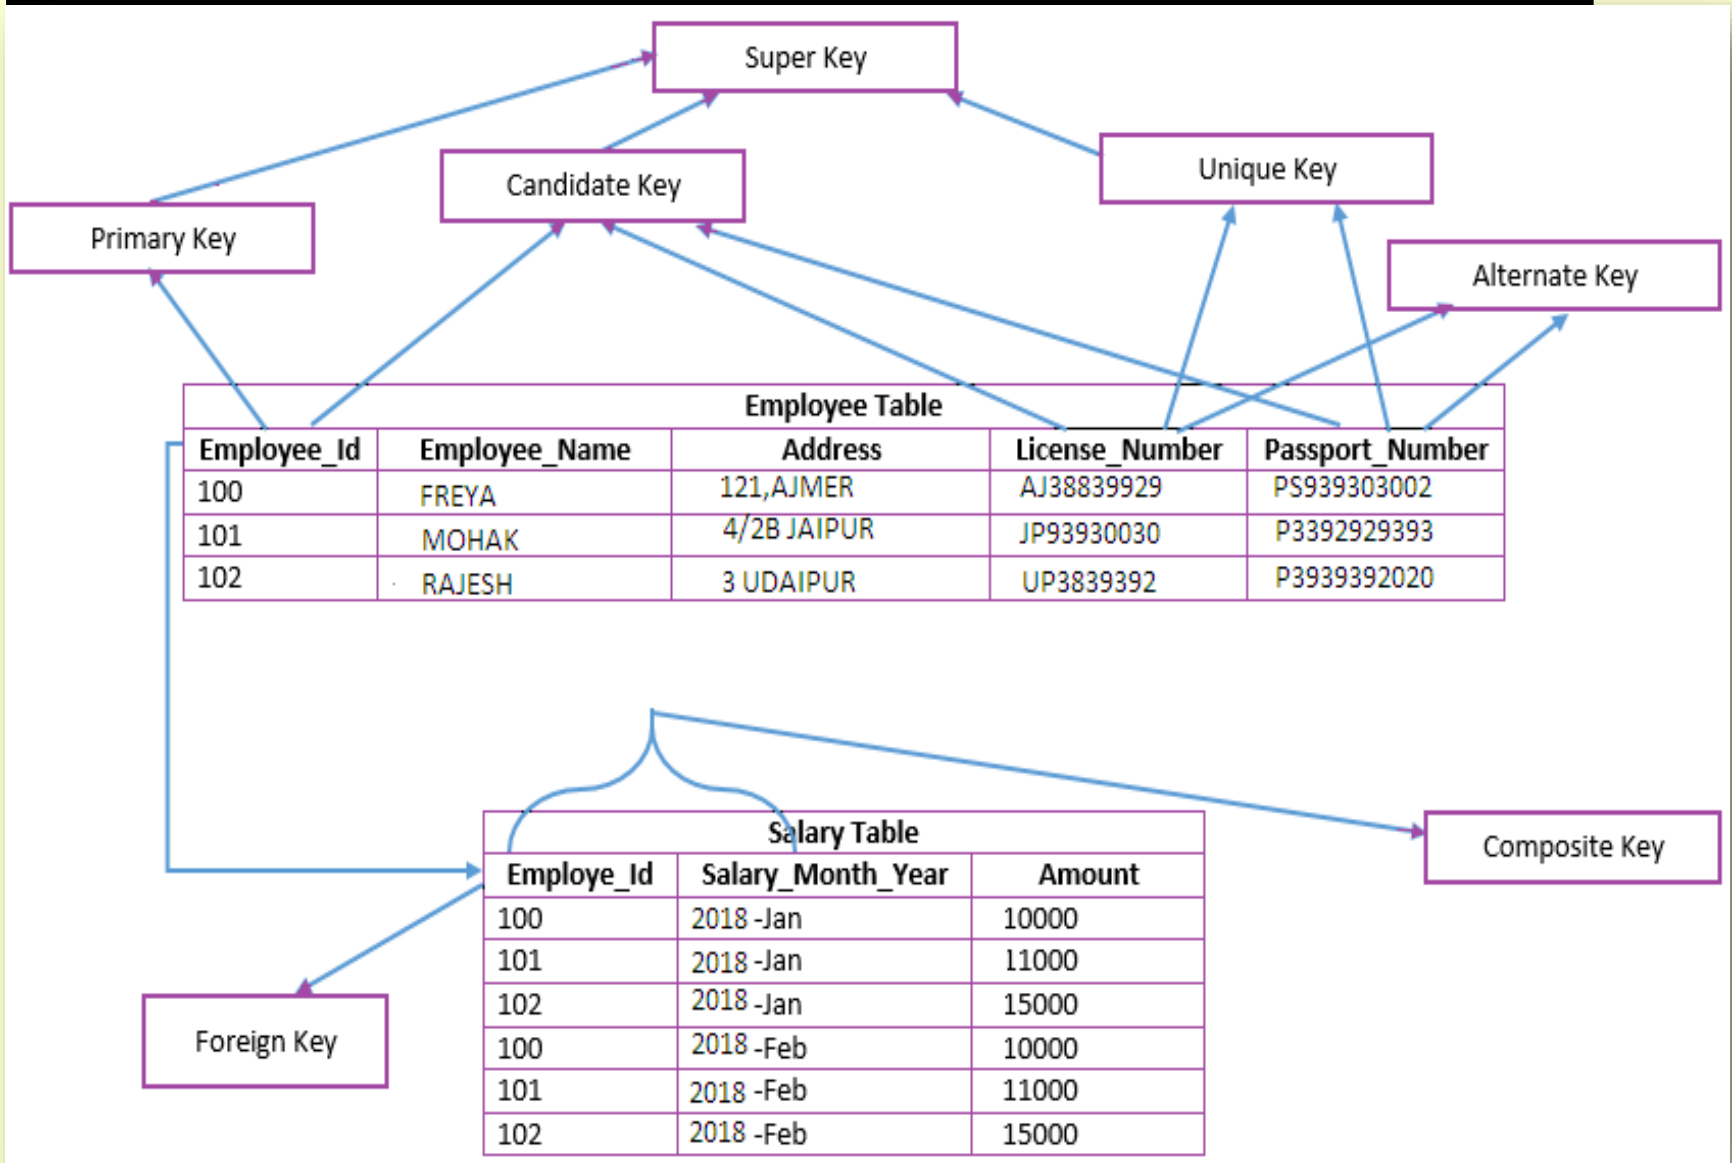 Super Key
Unique Key
Candidate Key
Primary Key
Alternate Key
Employee Table
Employee_Id Employee_Name Address License_Number Passport_Number
100 FREYA 121,AJMER AJ38839929 PS939303002
101 MOHAK 4/2B JAIPUR JP93930030 P3392929393
102 RAJESH 3 UDAIPUR UP3839392 P3939392020
Salary Table
Composite Key
Employe_Id Salary_Month_Year Amount
100 2018 -Jan 10000
101 2018 -Jan 11000
102 2018 -Jan 15000
Foreign Key
100 2018 -Feb 10000
101 2018 -Feb 11000
102 2018 -Feb 15000